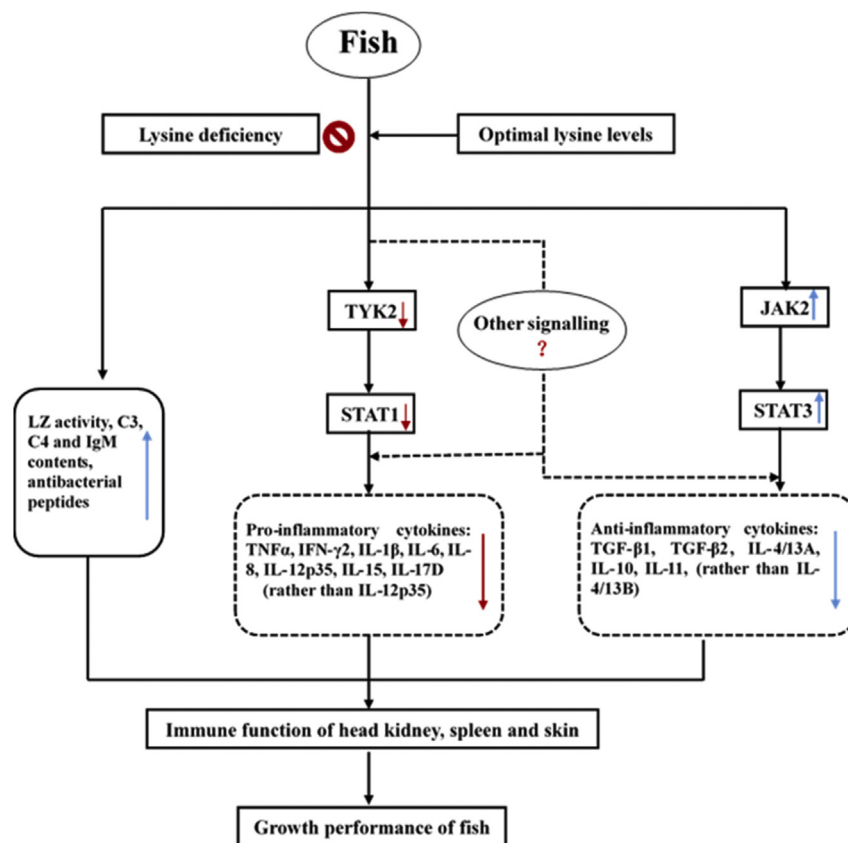 Fish
Lysine deficiency
Optimal lysine levels
TYK2
JAK2
Other signalling
?
STAT1
STAT3
LZ activity, C3,
C4 and IgM
contents,
antibacterial
peptides
Pro-inflammatory cytokines:
TNFα, IFN-γ2, IL-1β, IL-6, IL-
8, IL-12p35, IL-15, IL-17D
(rather than IL-12p35)
Anti-inflammatory cytokines:
TGF-β1, TGF-β2, IL-4/13A,
IL-10, IL-11, (rather than IL-
4/13B)
Immune function of head kidney, spleen and skin
Growth performance of fish